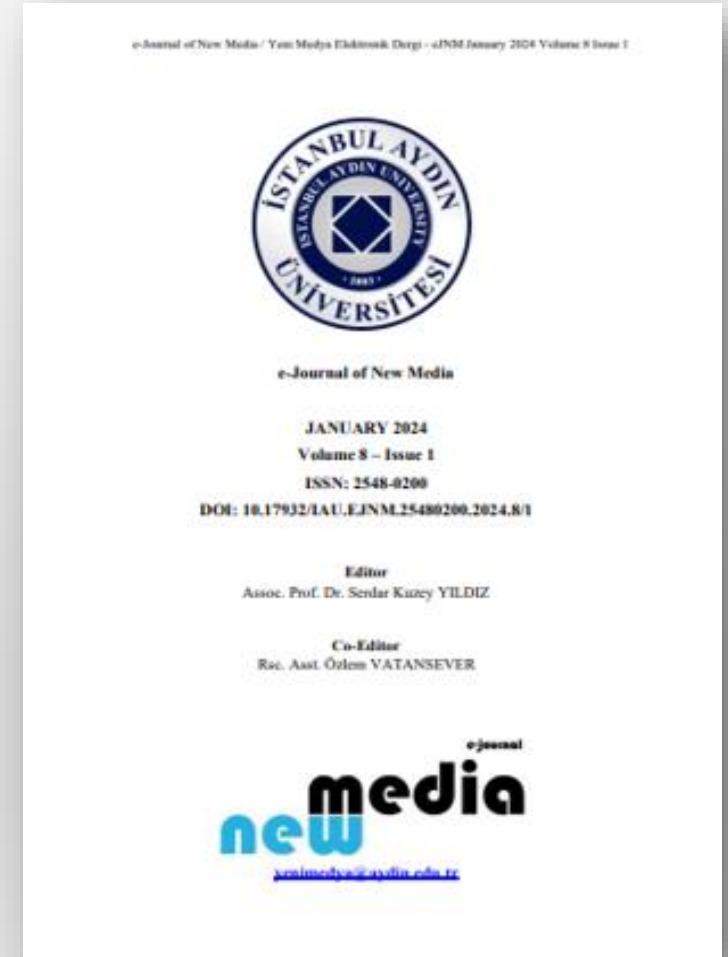 e-Journal of New Media / Yeni Medya Elektronik Dergi - eJNM January 2024 Volume 8 Issue 1
İSTANBUL AYDIN
ÜNİVERSİTESİ
ISTANBUL AYDIN UNIVERSITY
• 2003 •
e-Journal of New Media
JANUARY 2024
Volume 8 – Issue 1
ISSN: 2548-0200
DOI: 10.17932/IAU.EJNM.25480200.2024.8/1
Editor
Assoc. Prof. Dr. Serdar Kuzey YILDIZ
Co-Editor
Rsc. Asst. Özlem VATANSEVER
e-journal
media
new
yenimedya@aydin.edu.tr